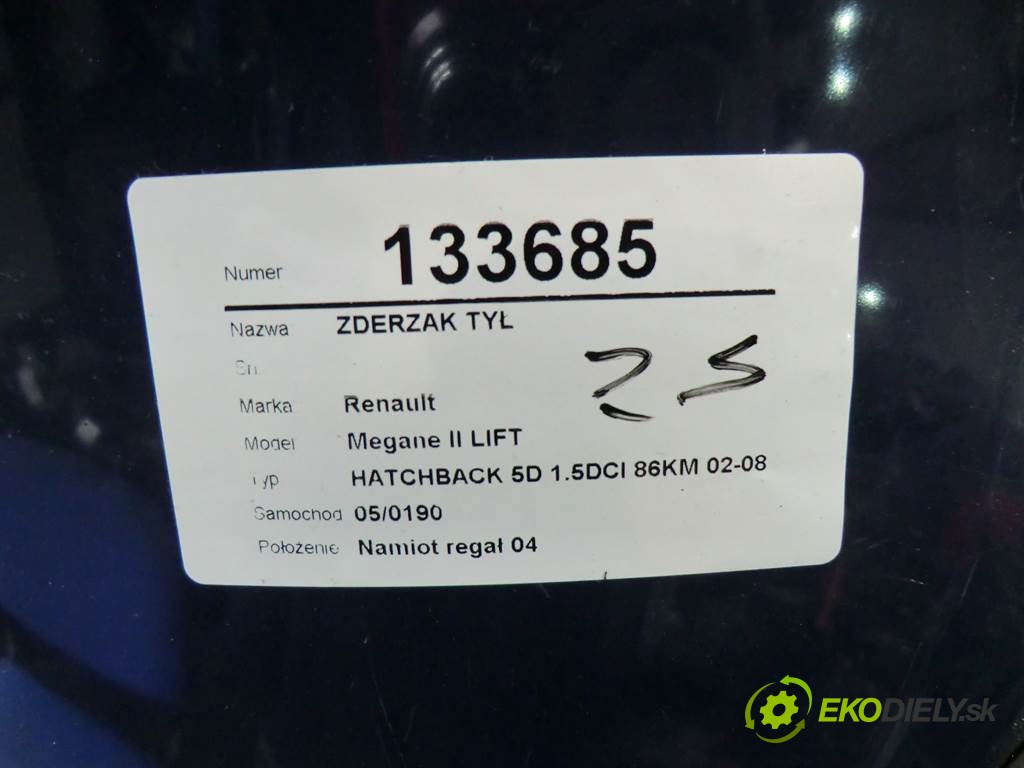 Numer 133685
Nazwa ZDERZAK TYŁ
Sn
Marka Renault
Model Megane II LIFT
Typ HATCHBACK 5D 1.5DCI 86KM 02-08
Samochod 05/0190
Położenie Namiot regał 04
EKODIELY.sk